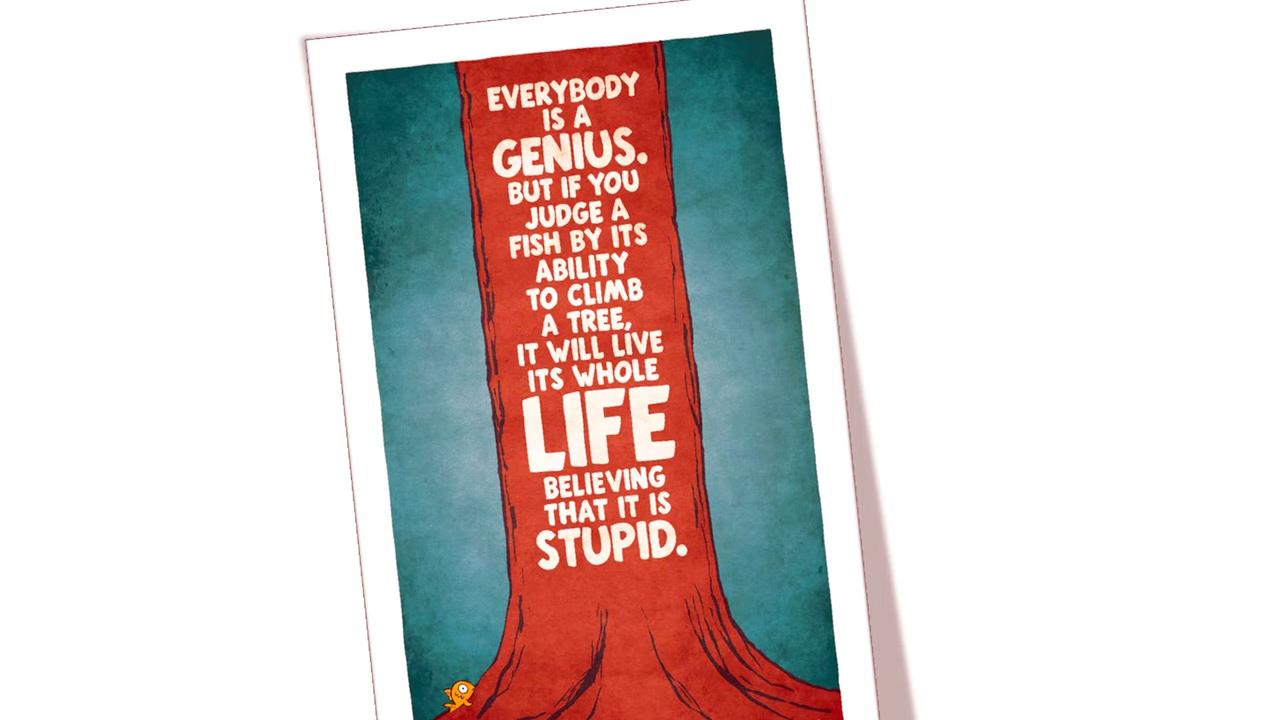 EVERYBODY
IS A
GENIUS.
BUT IF YOU
JUDGE A
FISH BY ITS
ABILITY
TO CLIMB
A TREE,
IT WILL LIVE
ITS WHOLE
LIFE
BELIEVING
THAT IT IS
STUPID.